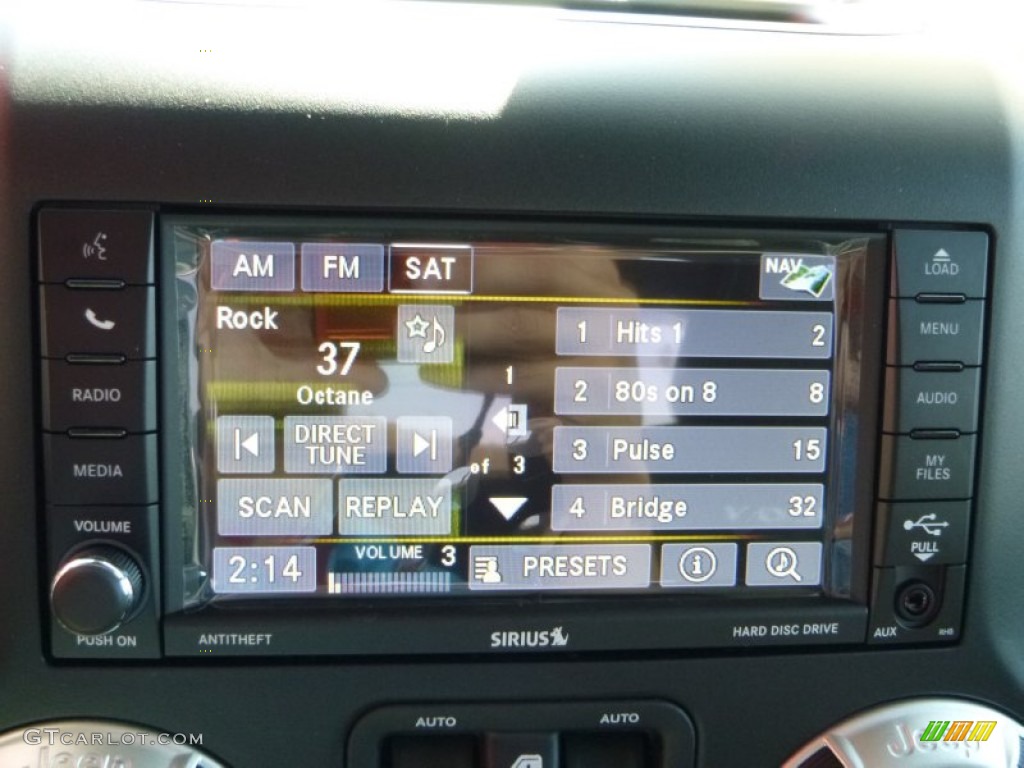 AM FM SAT NAV
Rock
37
Octane
DIRECT
TUNE
SCAN REPLAY
2:14 VOLUME 3
1
of 3
1 Hits 1 2
2 80s on 8 8
3 Pulse 15
4 Bridge 32
PRESETS
RADIO
MEDIA
VOLUME
PUSH ON
LOAD
MENU
AUDIO
MY
FILES
PULL
AUX RHB
ANTITHEFT SIRIUS HARD DISC DRIVE
AUTO AUTO
Jeep Jeep
GTCARLOT.COM